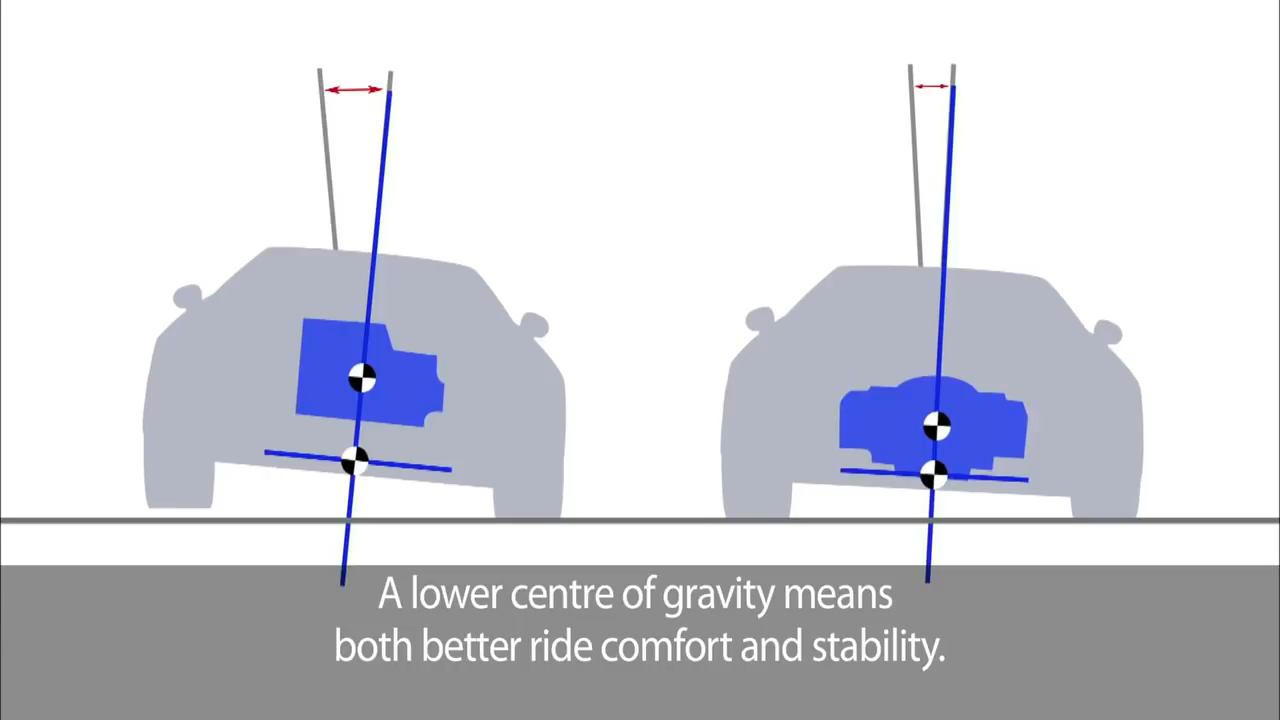 A lower centre of gravity means
both better ride comfort and stability.